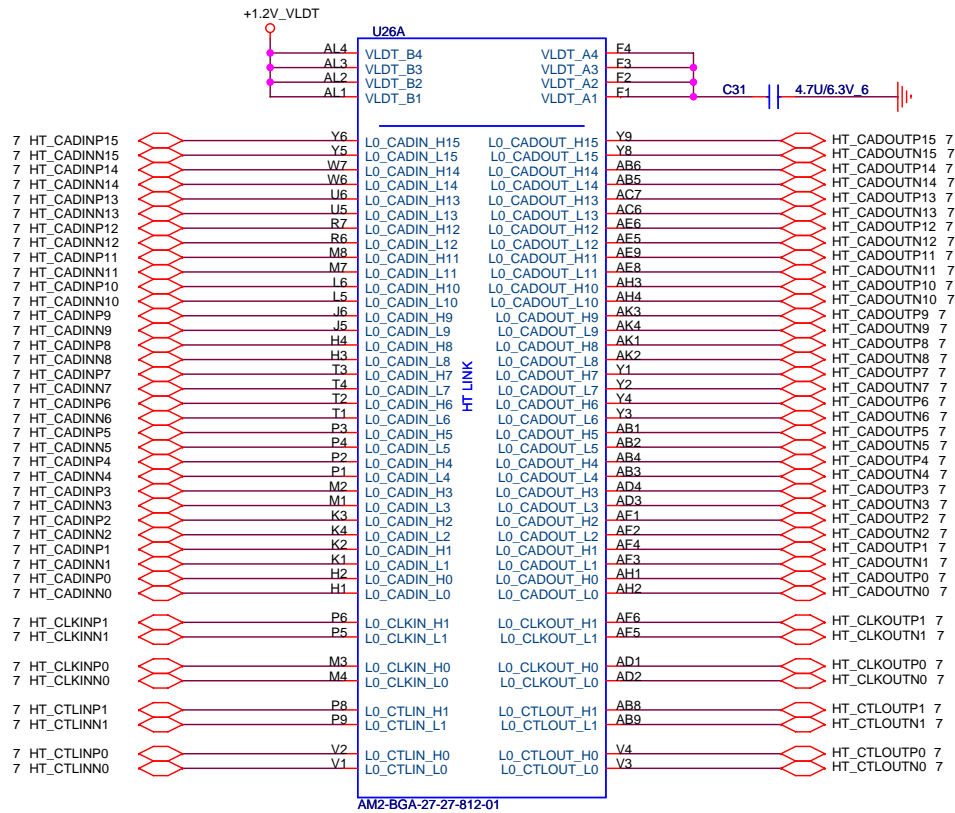 +1.2V_VLDT
U26A
AL4 VLDT_B4 VLDT_A4 F4
AL3 VLDT_B3 VLDT_A3 F3
AL2 VLDT_B2 VLDT_A2 F2
AL1 VLDT_B1 VLDT_A1 F1 C31 4.7U/6.3V_6
7 HT_CADINP15 Y6 L0_CADIN_H15 L0_CADOUT_H15 Y9 HT_CADOUTP15 7
7 HT_CADINN15 Y5 L0_CADIN_L15 L0_CADOUT_L15 Y8 HT_CADOUTN15 7
7 HT_CADINP14 W7 L0_CADIN_H14 L0_CADOUT_H14 AB6 HT_CADOUTP14 7
7 HT_CADINN14 W6 L0_CADIN_L14 L0_CADOUT_L14 AB5 HT_CADOUTN14 7
7 HT_CADINP13 U6 L0_CADIN_H13 L0_CADOUT_H13 AC7 HT_CADOUTP13 7
7 HT_CADINN13 U5 L0_CADIN_L13 L0_CADOUT_L13 AC6 HT_CADOUTN13 7
7 HT_CADINP12 R7 L0_CADIN_H12 L0_CADOUT_H12 AE6 HT_CADOUTP12 7
7 HT_CADINN12 R6 L0_CADIN_L12 L0_CADOUT_L12 AE5 HT_CADOUTN12 7
7 HT_CADINP11 M8 L0_CADIN_H11 L0_CADOUT_H11 AE9 HT_CADOUTP11 7
7 HT_CADINN11 M7 L0_CADIN_L11 L0_CADOUT_L11 AE8 HT_CADOUTN11 7
7 HT_CADINP10 L6 L0_CADIN_H10 L0_CADOUT_H10 AH3 HT_CADOUTP10 7
7 HT_CADINN10 L5 L0_CADIN_L10 L0_CADOUT_L10 AH4 HT_CADOUTN10 7
7 HT_CADINP9 J6 L0_CADIN_H9 L0_CADOUT_H9 AK3 HT_CADOUTP9 7
7 HT_CADINN9 J5 L0_CADIN_L9 L0_CADOUT_L9 AK4 HT_CADOUTN9 7
7 HT_CADINP8 H4 L0_CADIN_H8 L0_CADOUT_H8 AK1 HT_CADOUTP8 7
7 HT_CADINN8 H3 L0_CADIN_L8 L0_CADOUT_L8 AK2 HT_CADOUTN8 7
7 HT_CADINP7 T3 L0_CADIN_H7 L0_CADOUT_H7 Y1 HT_CADOUTP7 7
7 HT_CADINN7 T4 L0_CADIN_L7 L0_CADOUT_L7 Y2 HT_CADOUTN7 7
HT LINK
7 HT_CADINP6 T2 L0_CADIN_H6 L0_CADOUT_H6 Y4 HT_CADOUTP6 7
7 HT_CADINN6 T1 L0_CADIN_L6 L0_CADOUT_L6 Y3 HT_CADOUTN6 7
7 HT_CADINP5 P3 L0_CADIN_H5 L0_CADOUT_H5 AB1 HT_CADOUTP5 7
7 HT_CADINN5 P4 L0_CADIN_L5 L0_CADOUT_L5 AB2 HT_CADOUTN5 7
7 HT_CADINP4 P2 L0_CADIN_H4 L0_CADOUT_H4 AB4 HT_CADOUTP4 7
7 HT_CADINN4 P1 L0_CADIN_L4 L0_CADOUT_L4 AB3 HT_CADOUTN4 7
7 HT_CADINP3 M2 L0_CADIN_H3 L0_CADOUT_H3 AD4 HT_CADOUTP3 7
7 HT_CADINN3 M1 L0_CADIN_L3 L0_CADOUT_L3 AD3 HT_CADOUTN3 7
7 HT_CADINP2 K3 L0_CADIN_H2 L0_CADOUT_H2 AF1 HT_CADOUTP2 7
7 HT_CADINN2 K4 L0_CADIN_L2 L0_CADOUT_L2 AF2 HT_CADOUTN2 7
7 HT_CADINP1 K2 L0_CADIN_H1 L0_CADOUT_H1 AF4 HT_CADOUTP1 7
7 HT_CADINN1 K1 L0_CADIN_L1 L0_CADOUT_L1 AF3 HT_CADOUTN1 7
7 HT_CADINP0 H2 L0_CADIN_H0 L0_CADOUT_H0 AH1 HT_CADOUTP0 7
7 HT_CADINN0 H1 L0_CADIN_L0 L0_CADOUT_L0 AH2 HT_CADOUTN0 7
7 HT_CLKINP1 P6 L0_CLKIN_H1 L0_CLKOUT_H1 AF6 HT_CLKOUTP1 7
7 HT_CLKINN1 P5 L0_CLKIN_L1 L0_CLKOUT_L1 AF5 HT_CLKOUTN1 7
7 HT_CLKINP0 M3 L0_CLKIN_H0 L0_CLKOUT_H0 AD1 HT_CLKOUTP0 7
7 HT_CLKINN0 M4 L0_CLKIN_L0 L0_CLKOUT_L0 AD2 HT_CLKOUTN0 7
7 HT_CTLINP1 P8 L0_CTLIN_H1 L0_CTLOUT_H1 AB8 HT_CTLOUTP1 7
7 HT_CTLINN1 P9 L0_CTLIN_L1 L0_CTLOUT_L1 AB9 HT_CTLOUTN1 7
7 HT_CTLINP0 V2 L0_CTLIN_H0 L0_CTLOUT_H0 V4 HT_CTLOUTP0 7
7 HT_CTLINN0 V1 L0_CTLIN_L0 L0_CTLOUT_L0 V3 HT_CTLOUTN0 7
AM2-BGA-27-27-812-01